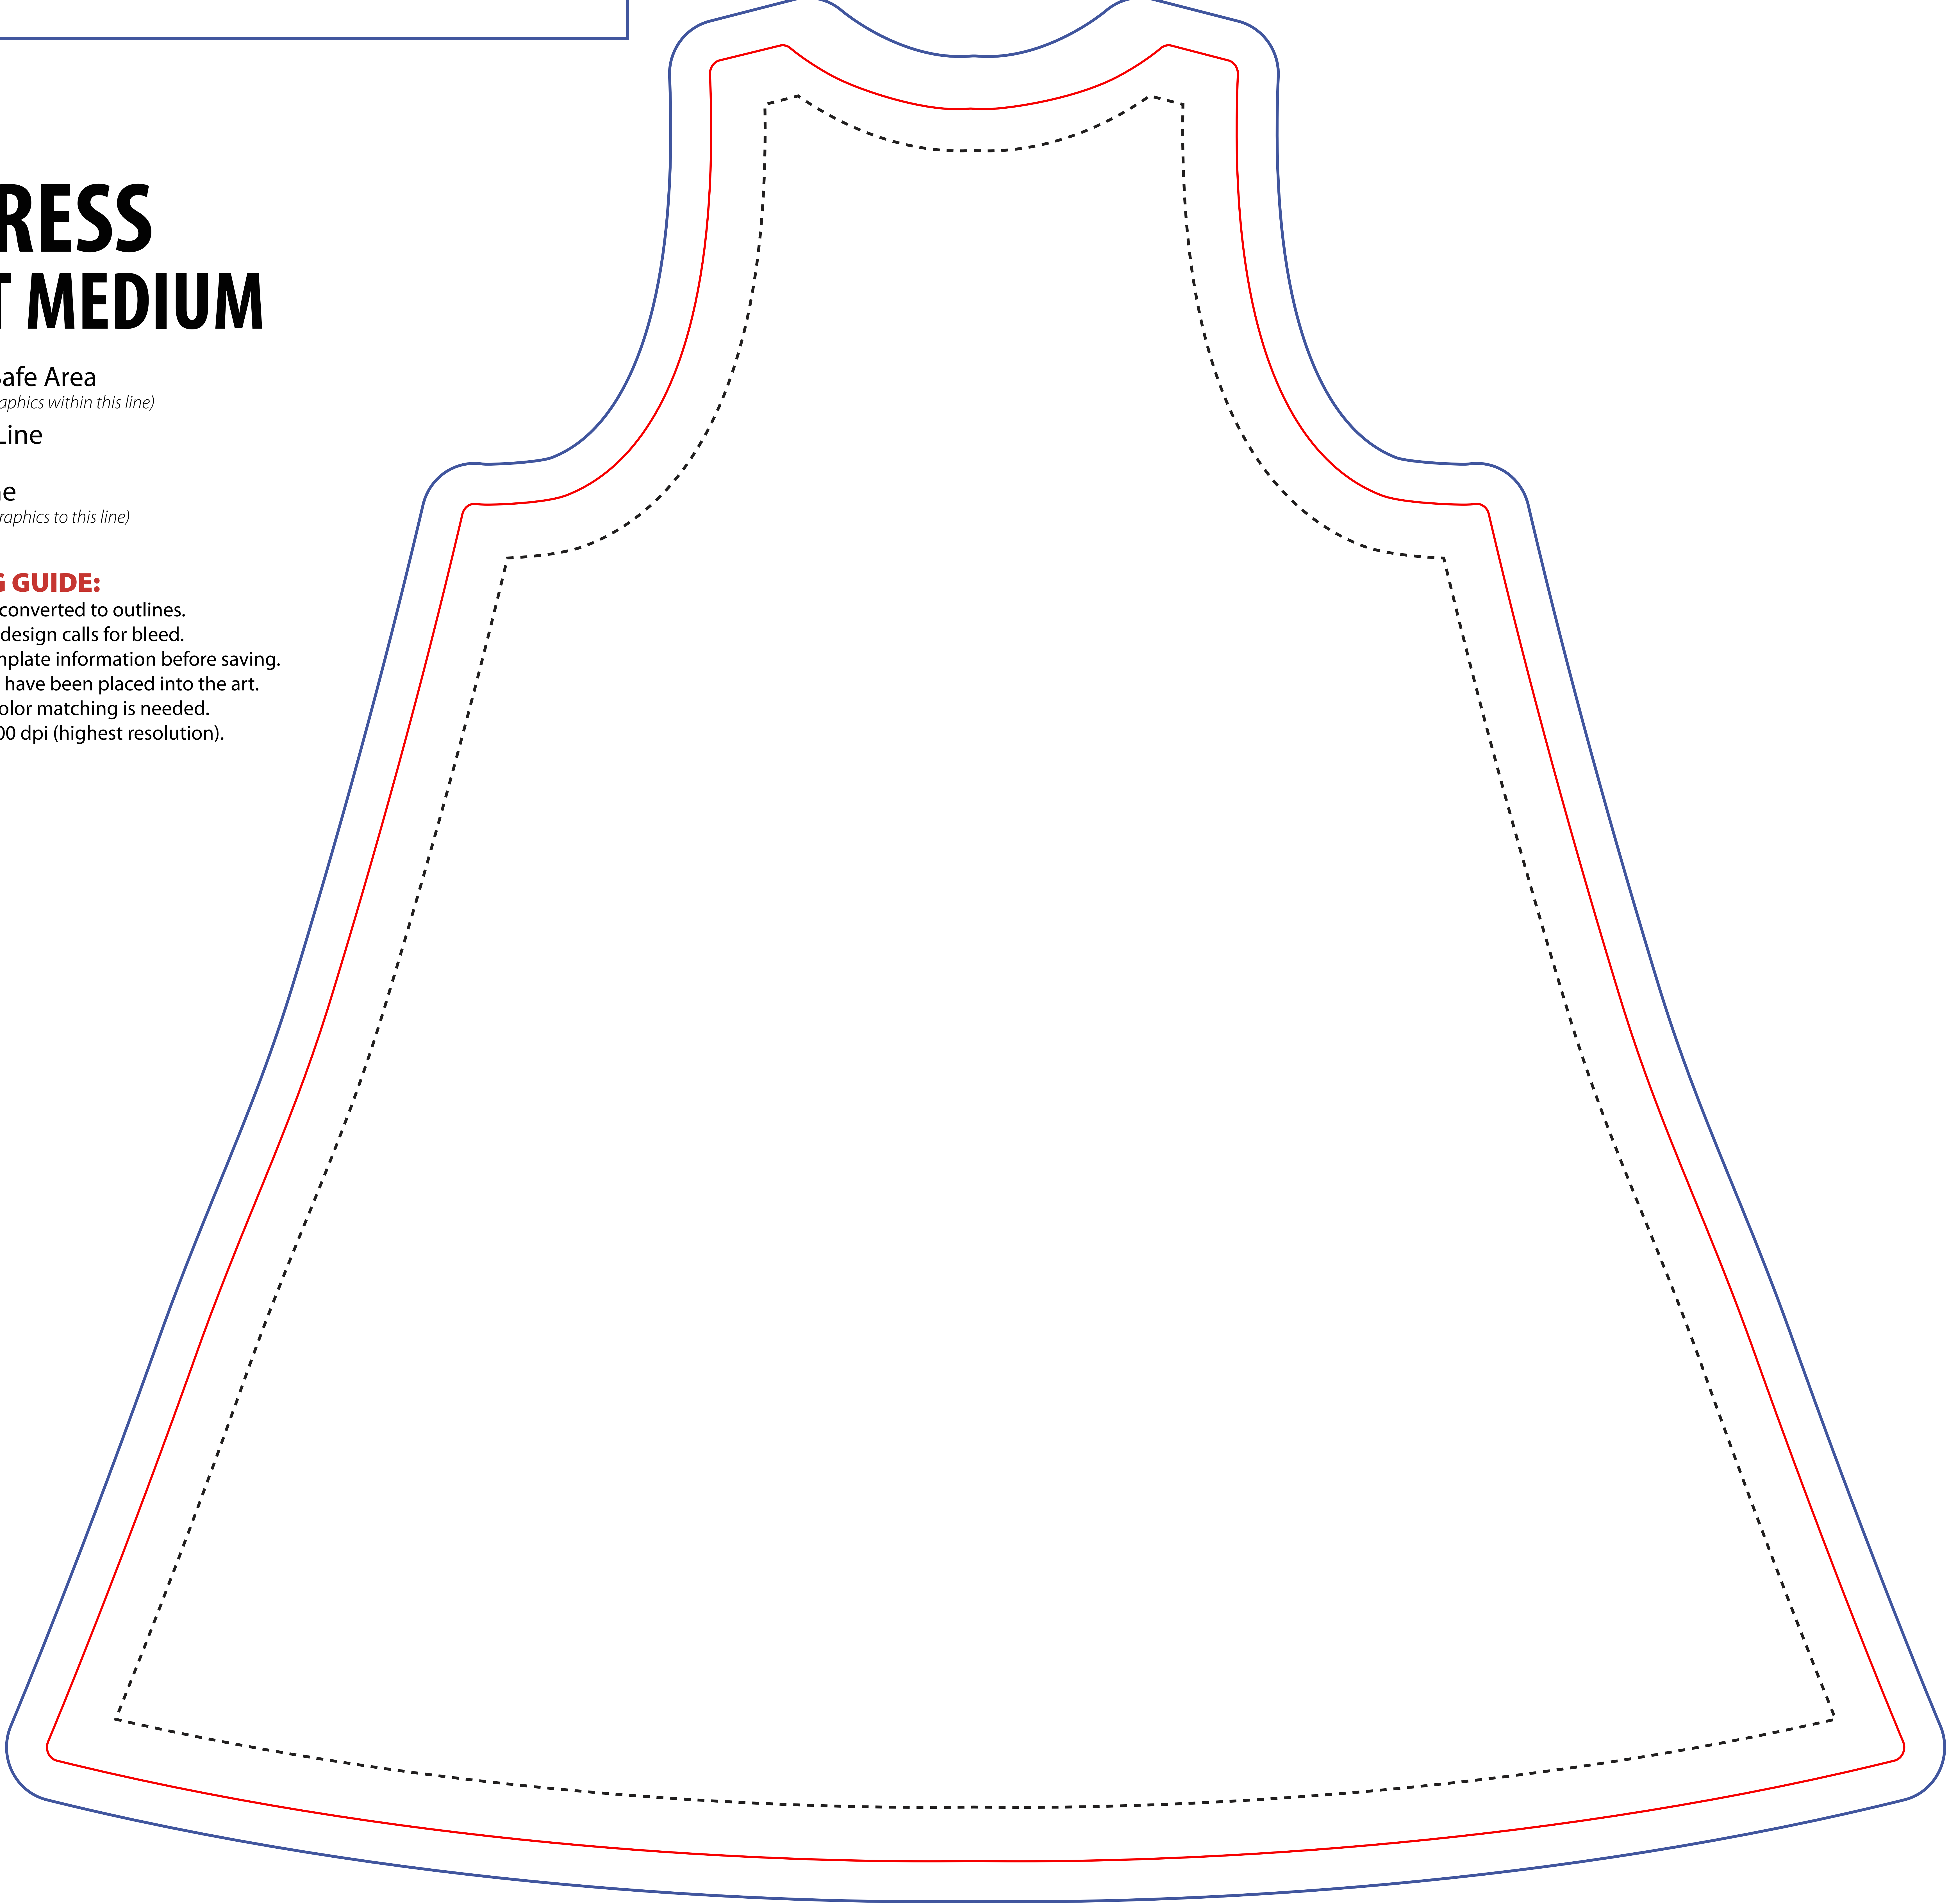 RESS
T MEDIUM
afe Area
aphics within this line)
Line
e
raphics to this line)
G GUIDE:
converted to outlines.
design calls for bleed.
mplate information before saving.
have been placed into the art.
olor matching is needed.
00 dpi (highest resolution).